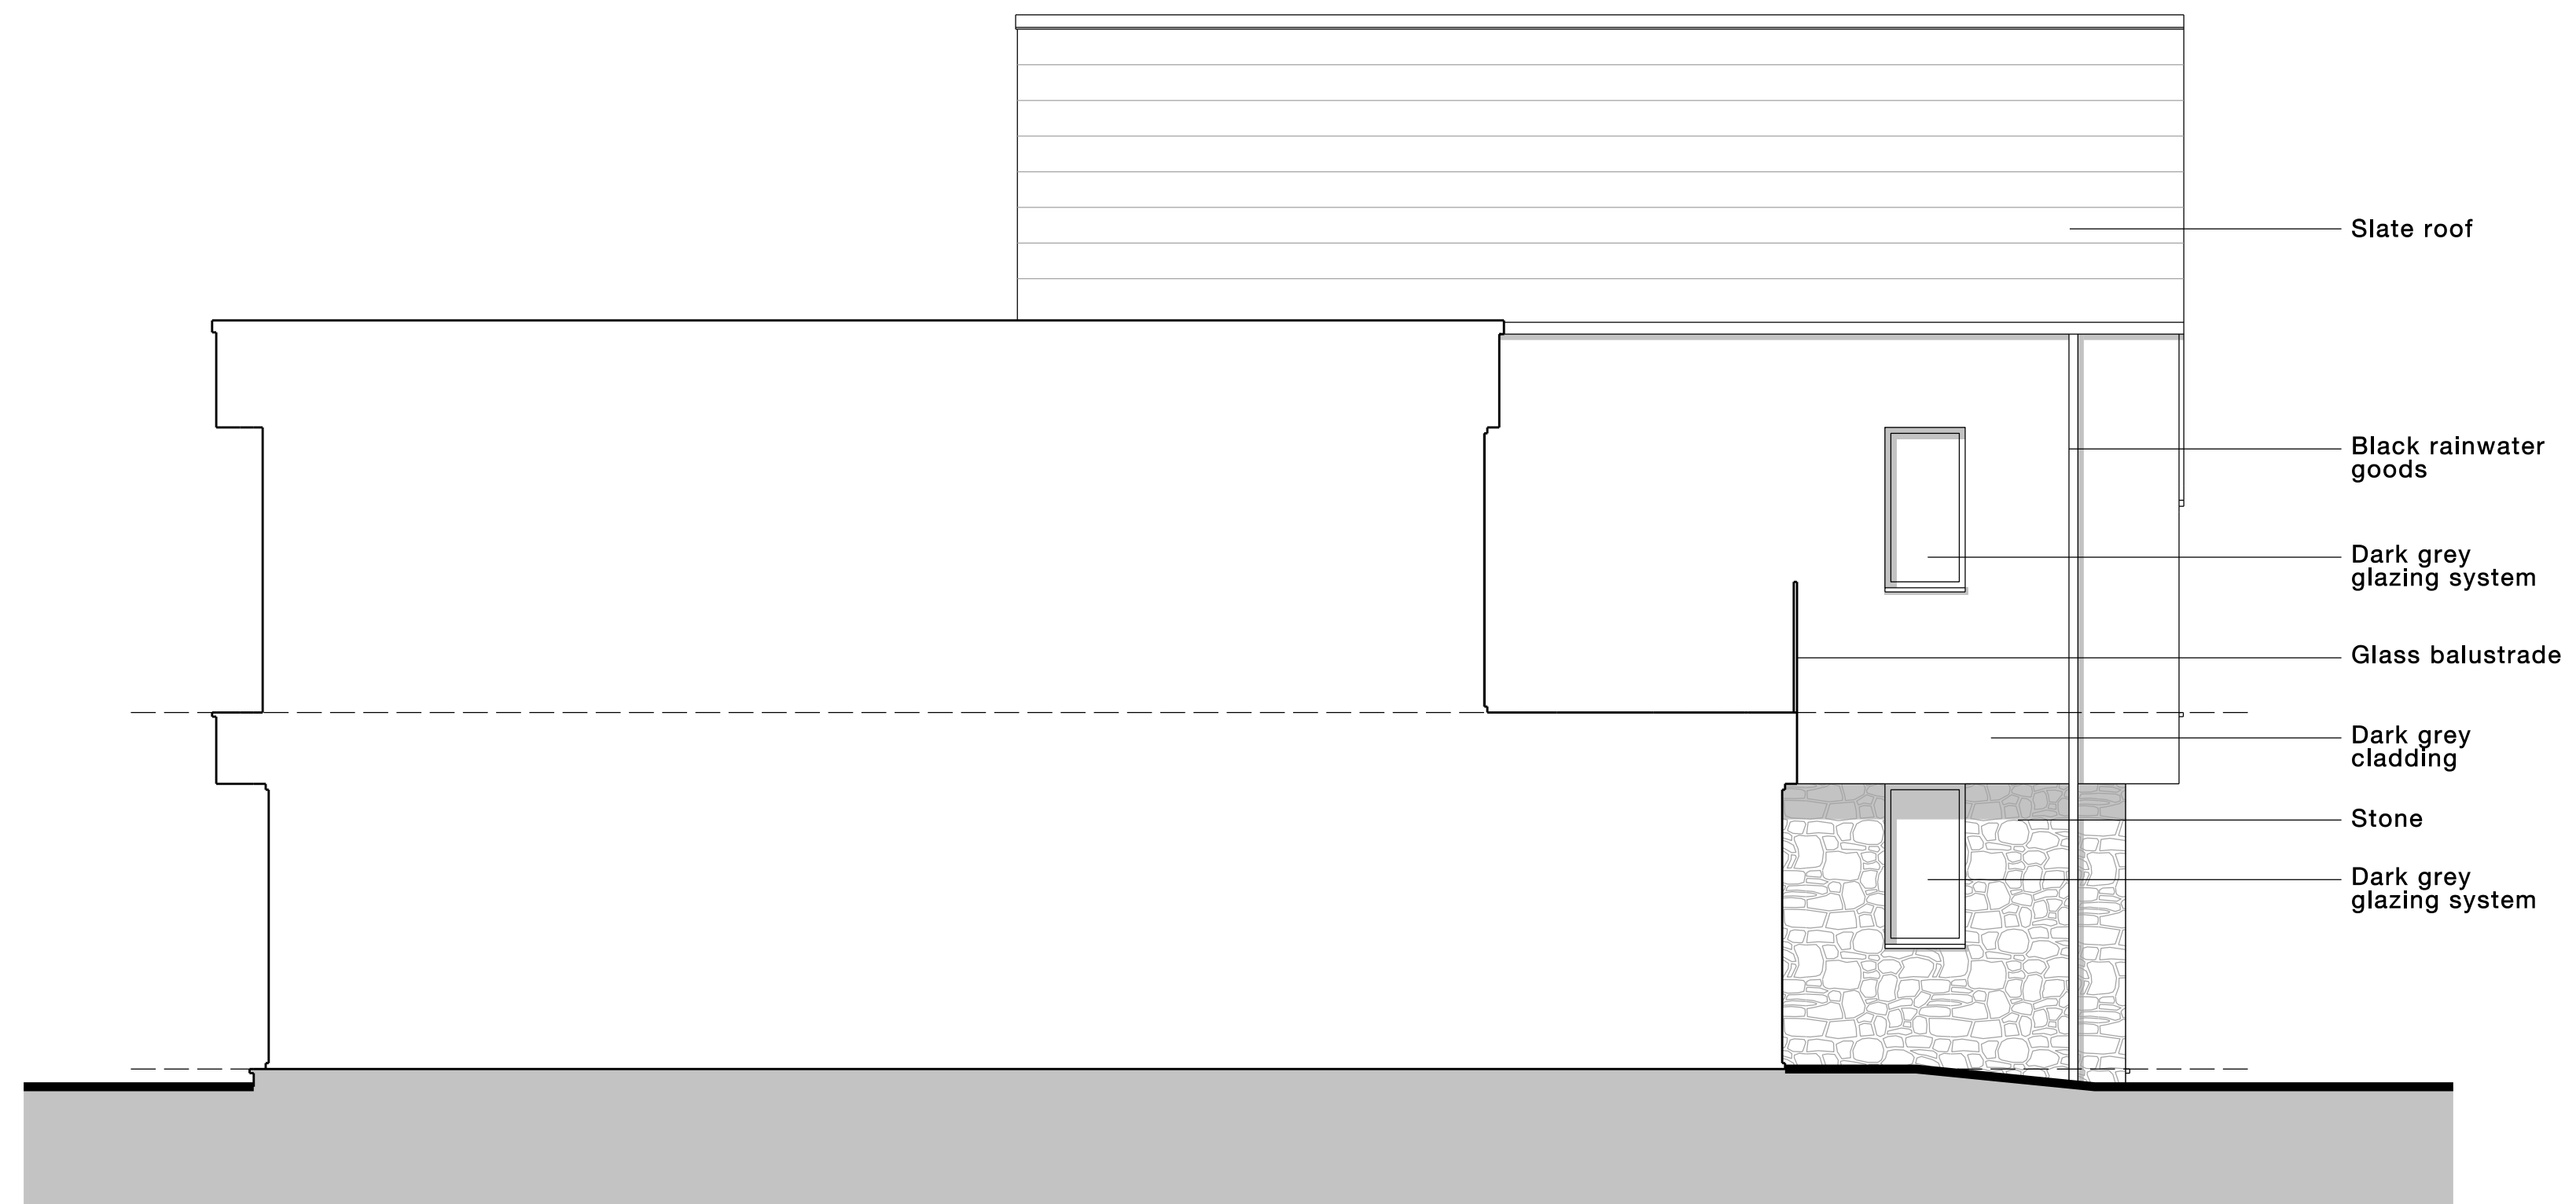 Slate roof
Black rainwater
goods
Dark grey
glazing system
Glass balustrade
Dark grey
cladding
Stone
Dark grey
glazing system